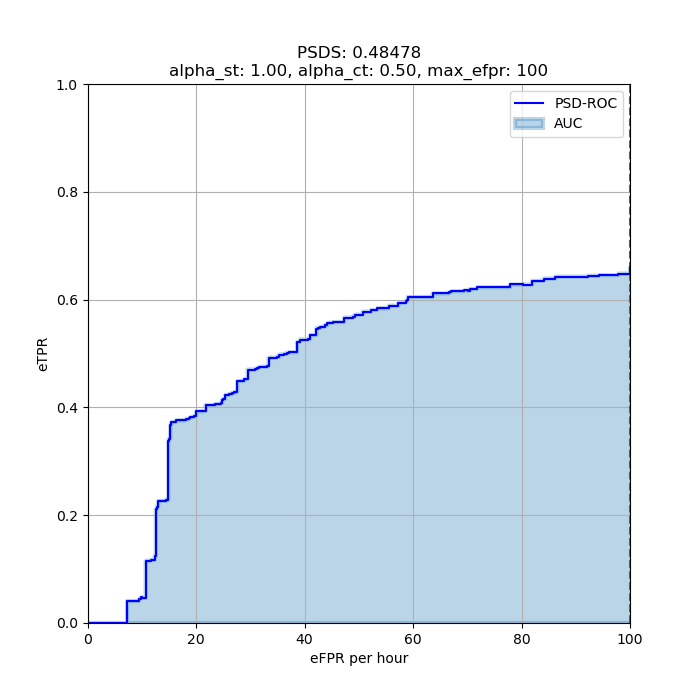 PSDS: 0.48478
alpha_st: 1.00, alpha_ct: 0.50, max_efpr: 100
PSD-ROC
AUC
1.0
0.8
0.6
0.4
0.2
0.0
eTPR
0 20 40 60 80 100
eFPR per hour